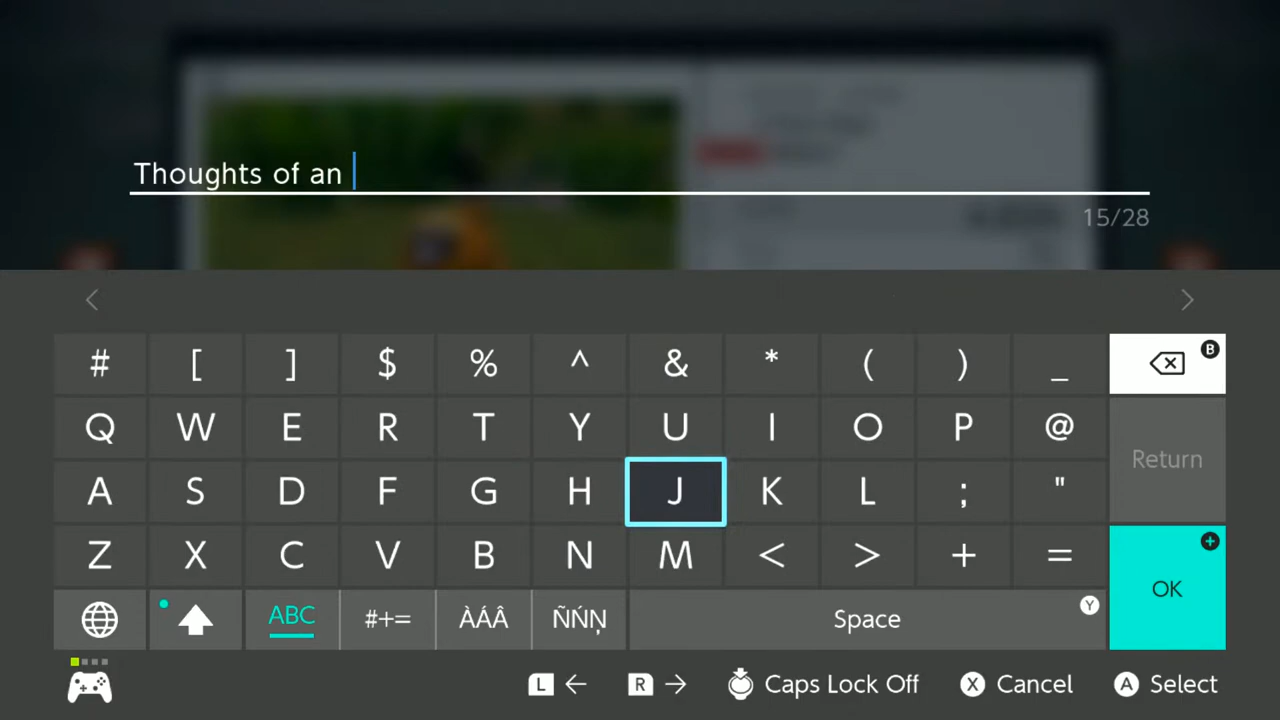 Thoughts of an
15/28
# [ ] $ % ^ & * ( ) _ B
Q W E R T Y U I O P @ Return
A S D F G H J K L ; "
Z X C V B N M < > + = OK
ABC #+= ÀÁÂ ÑŃŅ Space Y
L ← R → Caps Lock Off X Cancel A Select